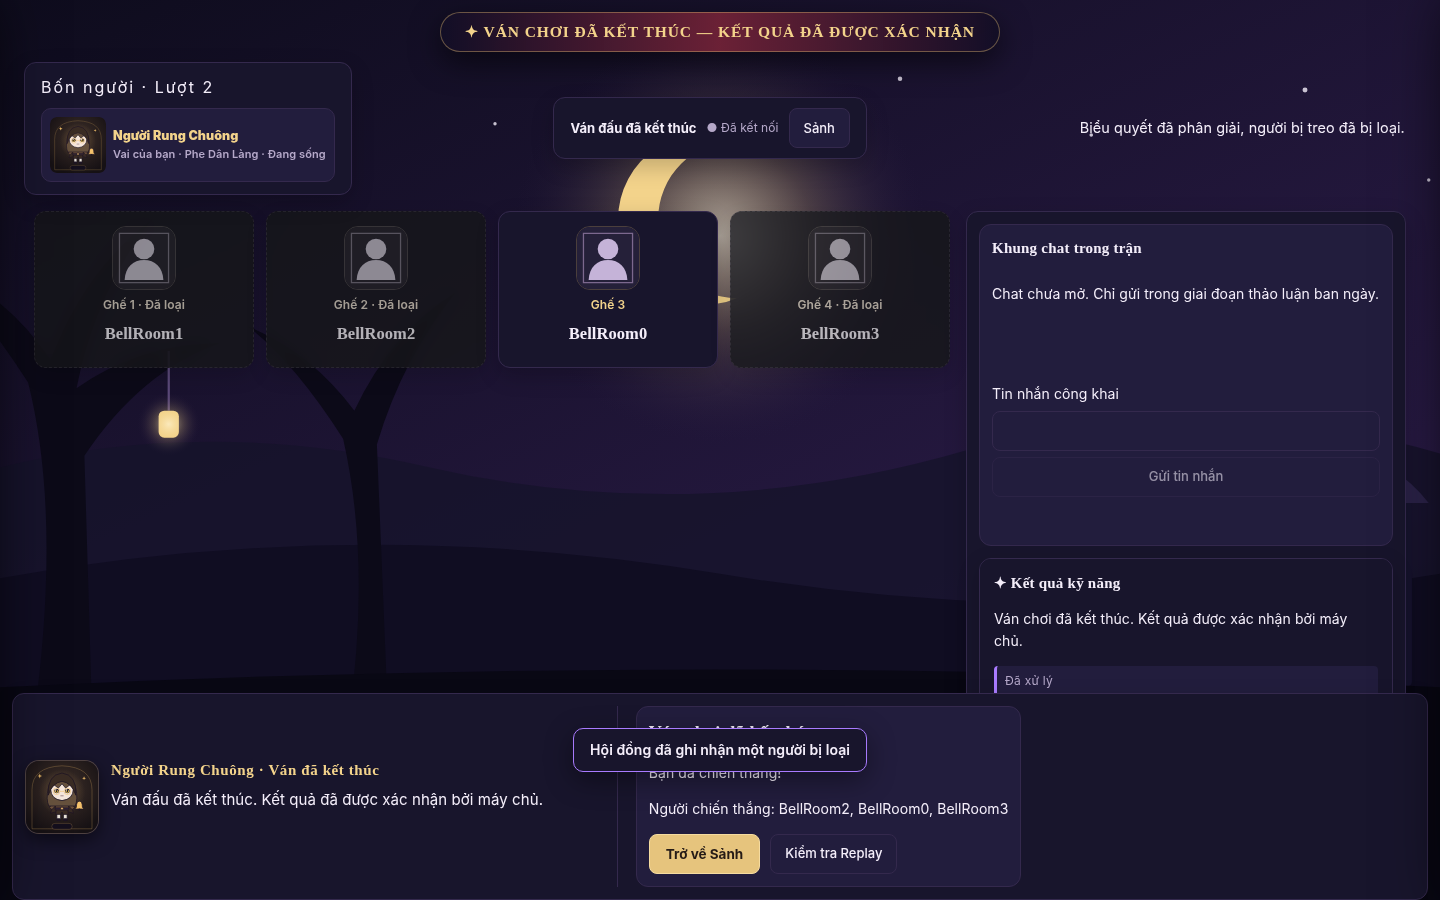 ✦ VÁN CHƠI ĐÃ KẾT THÚC — KẾT QUẢ ĐÃ ĐƯỢC XÁC NHẬN
Bốn người · Lượt 2
Người Rung Chuông
Vai của bạn · Phe Dân Làng · Đang sống
Ván đấu đã kết thúc
Đã kết nối
Sảnh
Biểu quyết đã phân giải, người bị treo đã bị loại.
Ghế 1 · Đã loại
BellRoom1
Ghế 2 · Đã loại
BellRoom2
Ghế 3
BellRoom0
Ghế 4 · Đã loại
BellRoom3
Khung chat trong trận
Chat chưa mở. Chỉ gửi trong giai đoạn thảo luận ban ngày.
Tin nhắn công khai
Gửi tin nhắn
✦ Kết quả kỹ năng
Ván chơi đã kết thúc. Kết quả được xác nhận bởi máy
chủ.
Đã xử lý
Người Rung Chuông · Ván đã kết thúc
Ván đấu đã kết thúc. Kết quả đã được xác nhận bởi máy chủ.
Hội đồng đã ghi nhận một người bị loại
Bạn đã chiến thắng!
Người chiến thắng: BellRoom2, BellRoom0, BellRoom3
Trở về Sảnh
Kiểm tra Replay